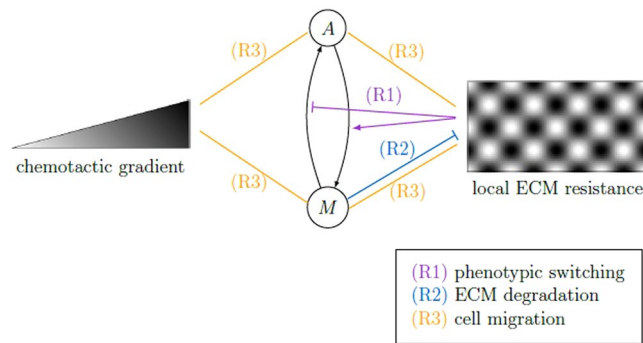 A
(R3)
(R3)
(R1)
(R2)
chemotactic gradient
(R3)
(R3)
local ECM resistance
M
(R1) phenotypic switching
(R2) ECM degradation
(R3) cell migration